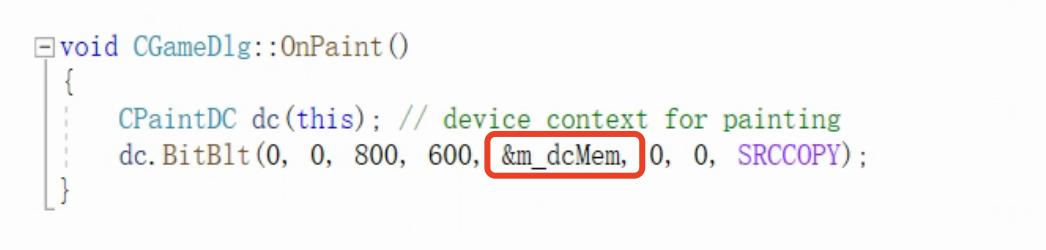 void CGameDlg::OnPaint()
{
CPaintDC dc(this); // device context for painting
dc.BitBlt(0, 0, 800, 600, &m_dcMem, 0, 0, SRCCOPY);
}